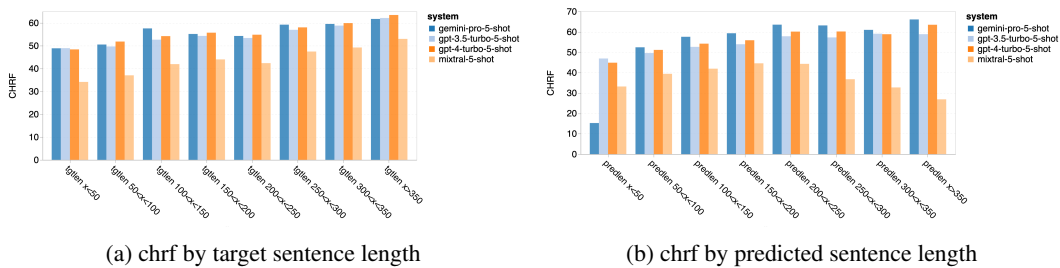 system
gemini-pro-5-shot
gpt-3.5-turbo-5-shot
gpt-4-turbo-5-shot
mixtral-5-shot
CHRF
60
50
40
30
20
10
0
tgtlen x<50
tgtlen 50<x<100
tgtlen 100<x<150
tgtlen 150<x<200
tgtlen 200<x<250
tgtlen 250<x<300
tgtlen 300<x<350
tgtlen x>350
(a) chrf by target sentence length
system
gemini-pro-5-shot
gpt-3.5-turbo-5-shot
gpt-4-turbo-5-shot
mixtral-5-shot
CHRF
70
60
50
40
30
20
10
0
predlen x<50
predlen 50<x<100
predlen 100<x<150
predlen 150<x<200
predlen 200<x<250
predlen 250<x<300
predlen 300<x<350
predlen x>350
(b) chrf by predicted sentence length